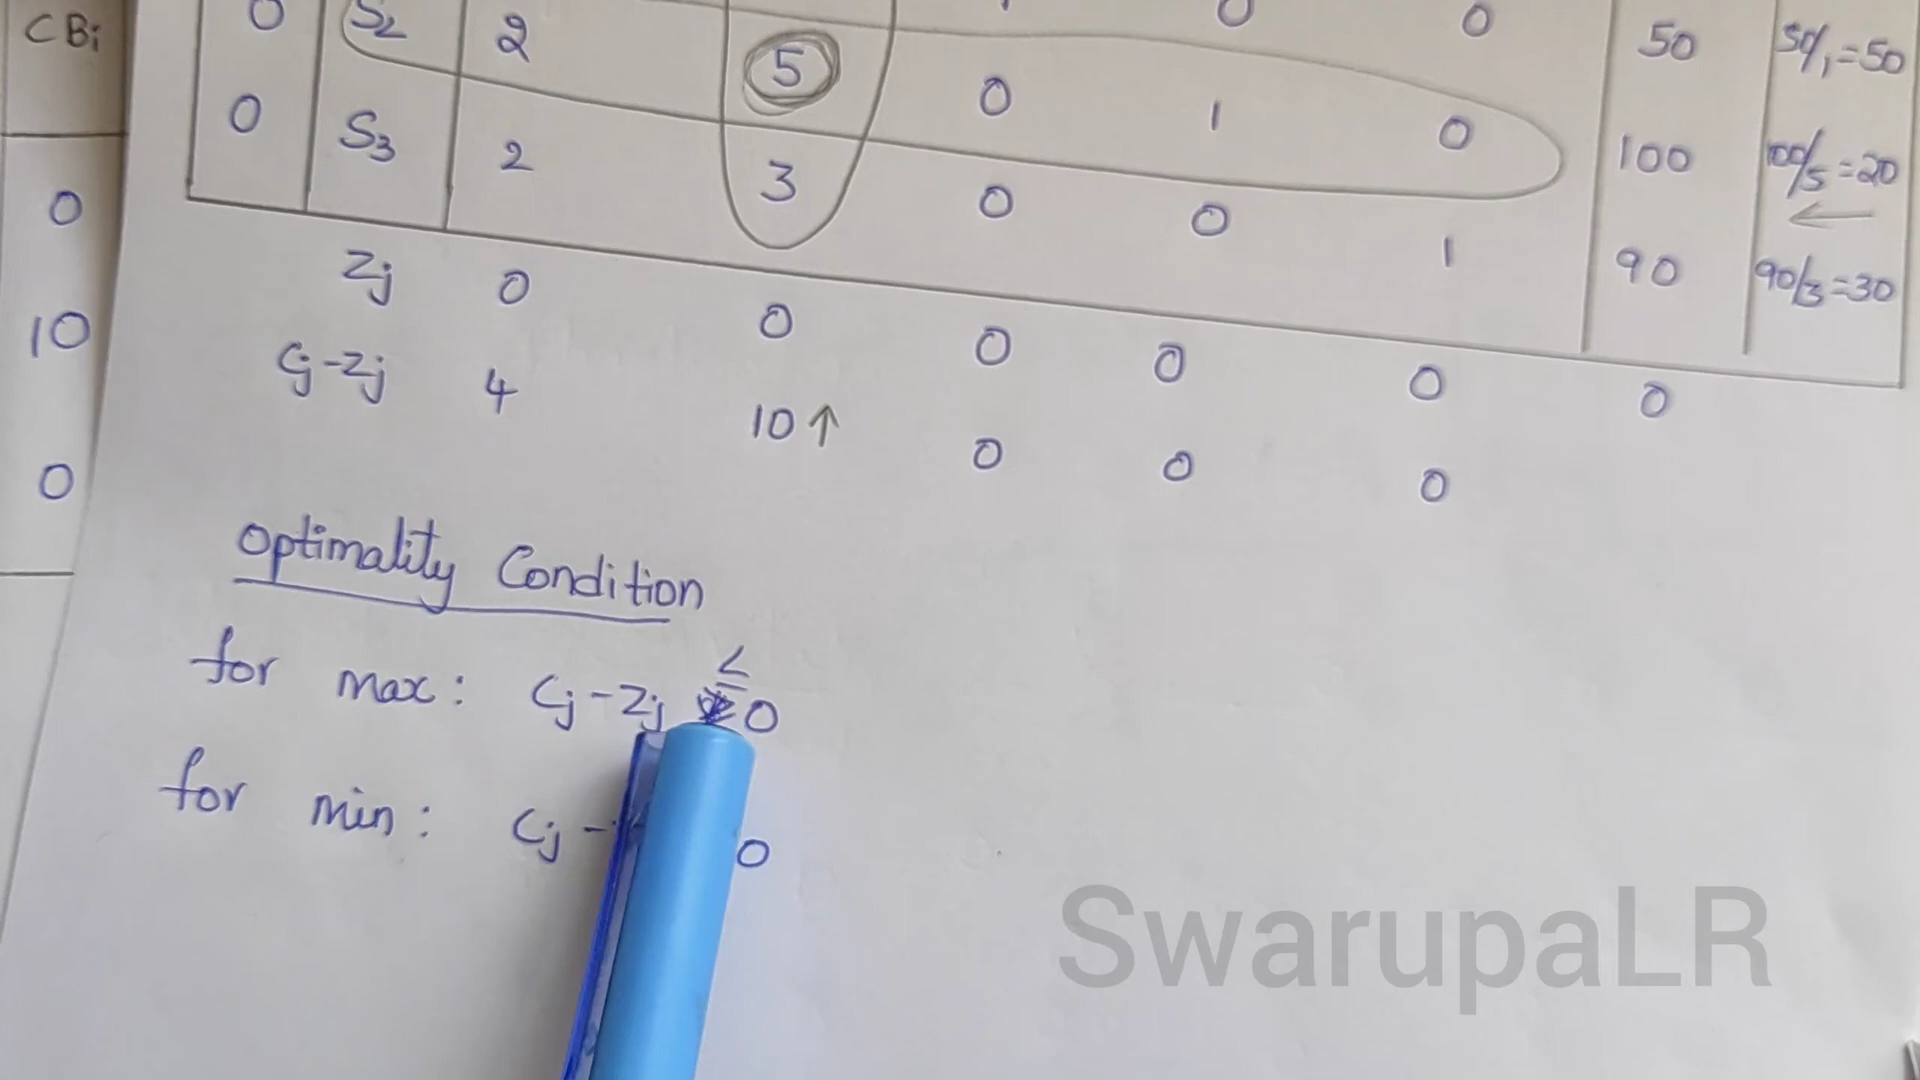 CBi
0
10
0
0 S2 2 5 0 1 0 100 100/5=20
0 0 50 50/1=50
0 S3 2 3 0 0 1 90 90/3=30
Zj 0 0 0 0 0 0
Cj-Zj 4 10↑ 0 0 0
Optimality Condition
for max: Cj-Zj ≤ 0
for min: Cj - 0
SwarupaLR